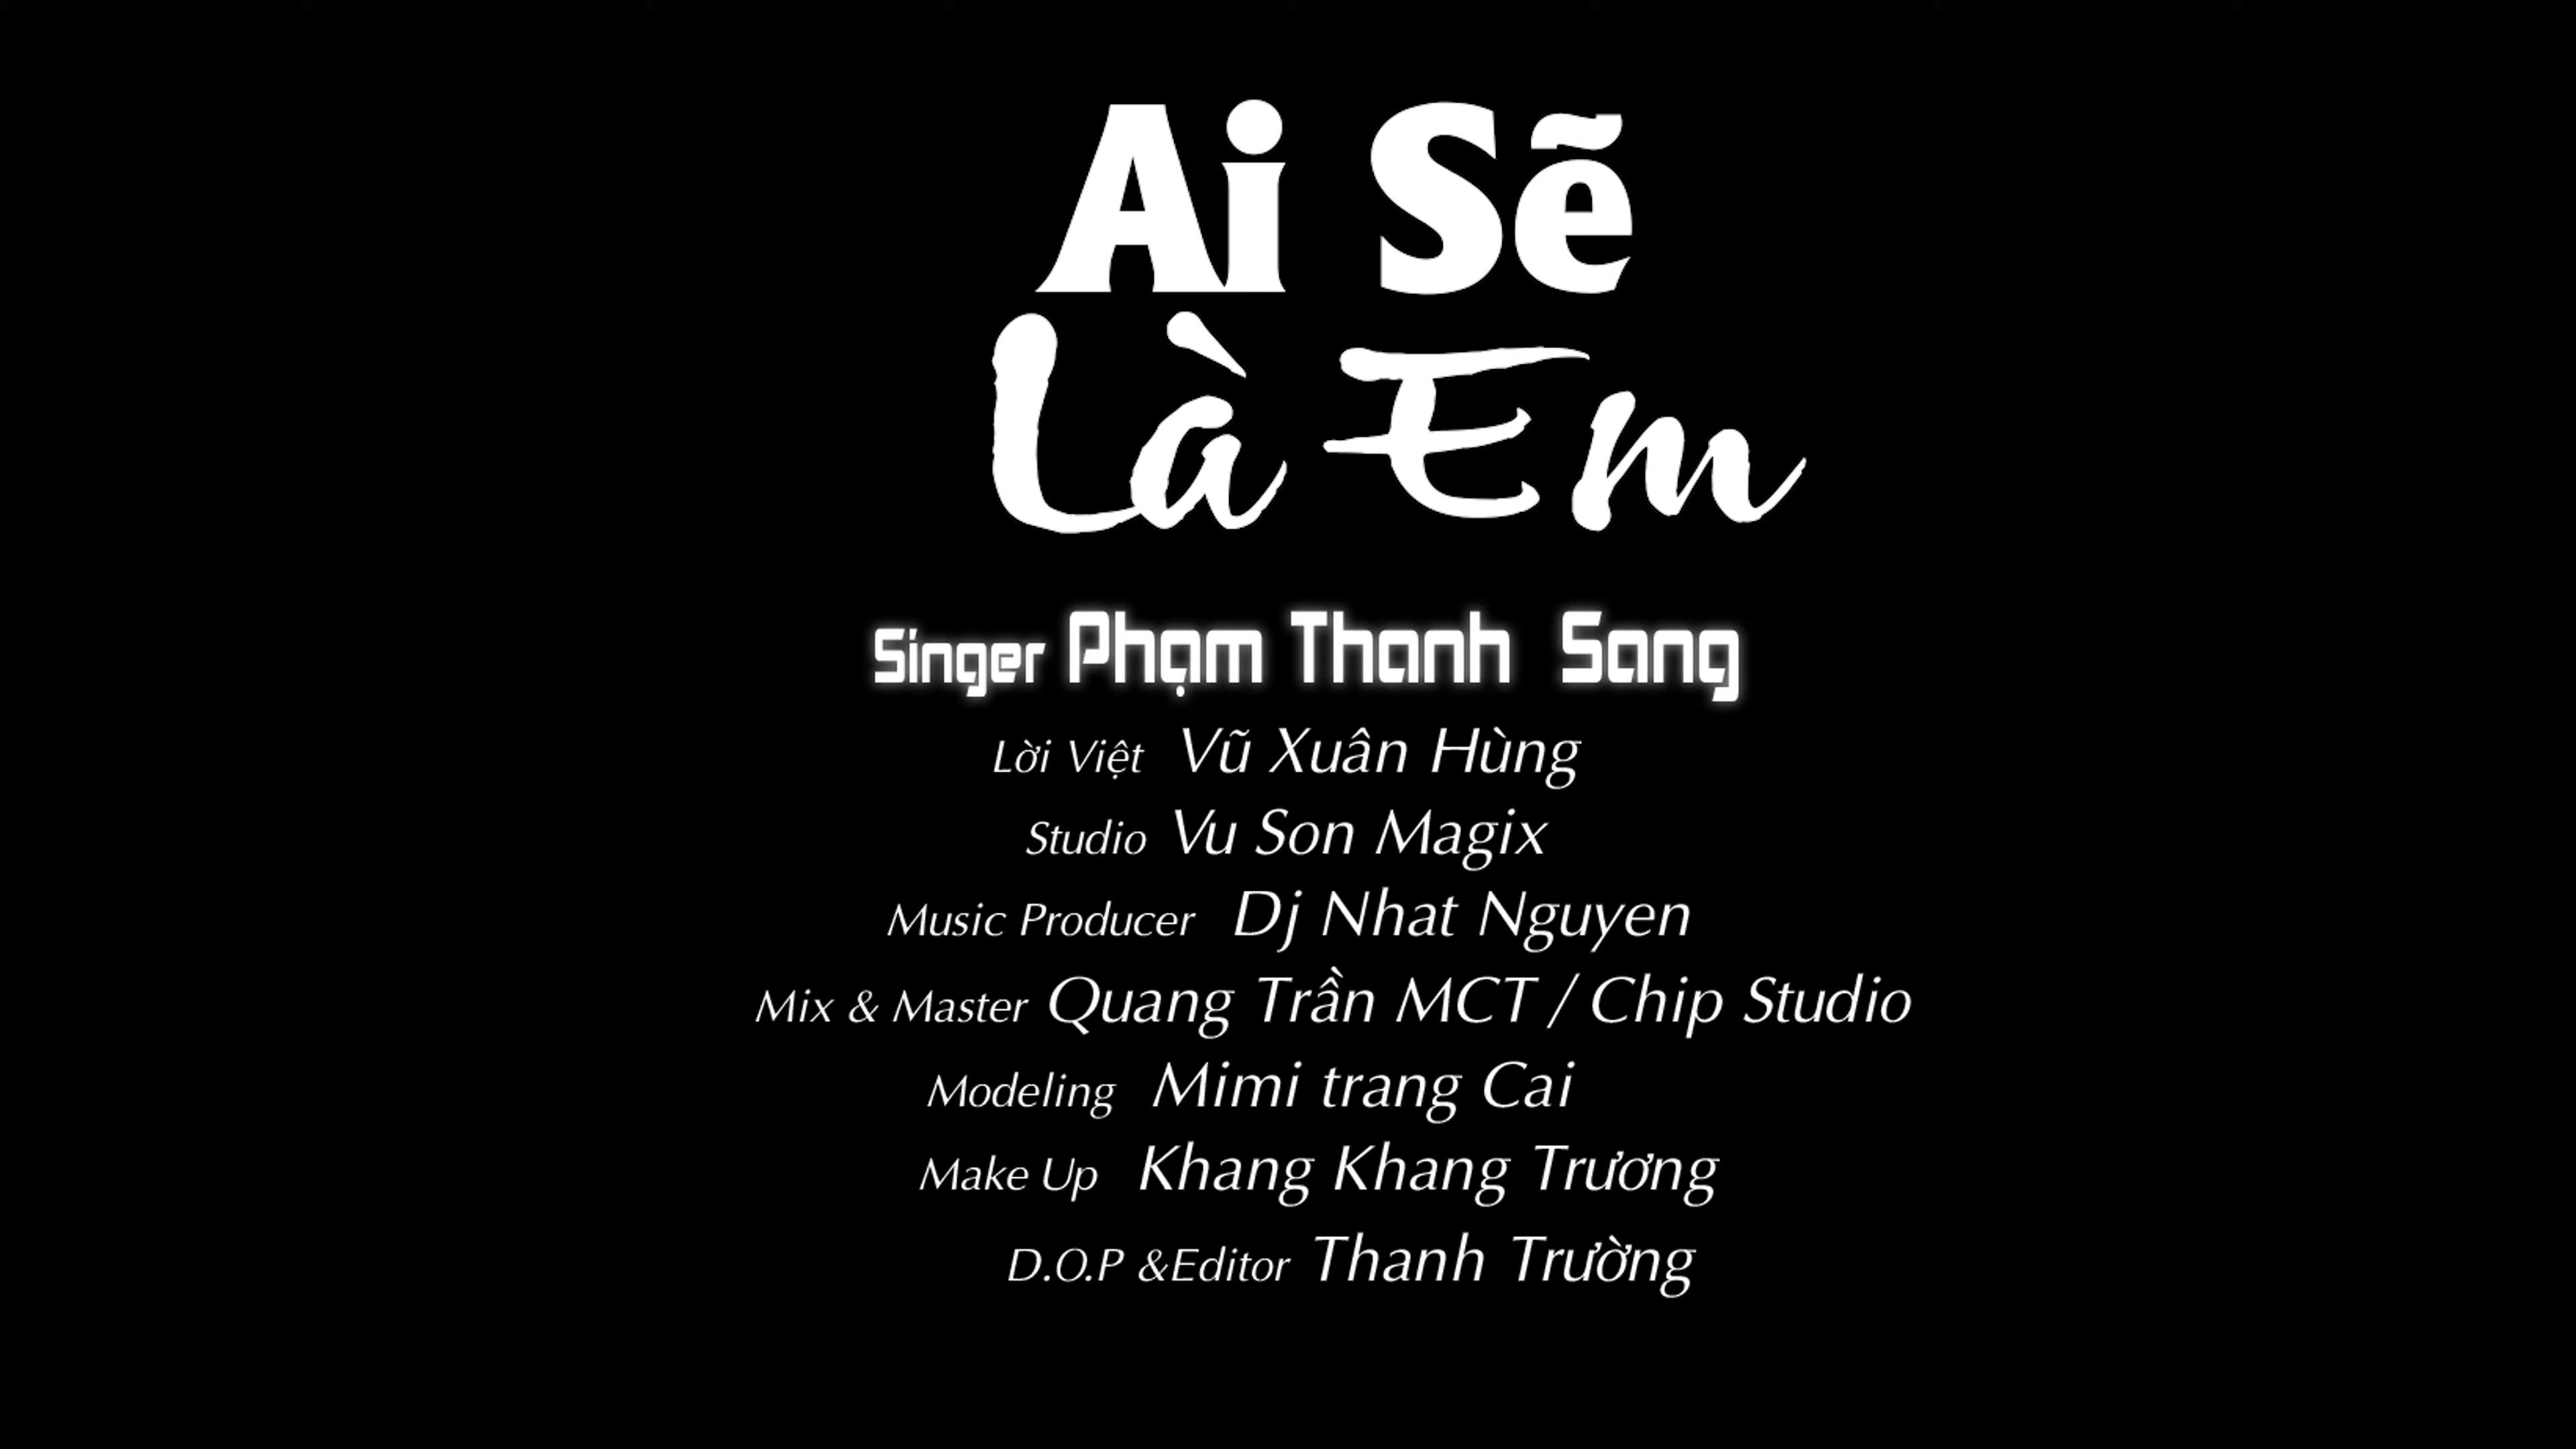 Ai Sẽ
Là Em
Singer Phạm Thanh Sang
Lời Việt Vũ Xuân Hùng
Studio Vu Son Magix
Music Producer Dj Nhat Nguyen
Mix & Master Quang Trần MCT / Chip Studio
Modeling Mimi trang Cai
Make Up Khang Khang Trương
D.O.P &Editor Thanh Trường